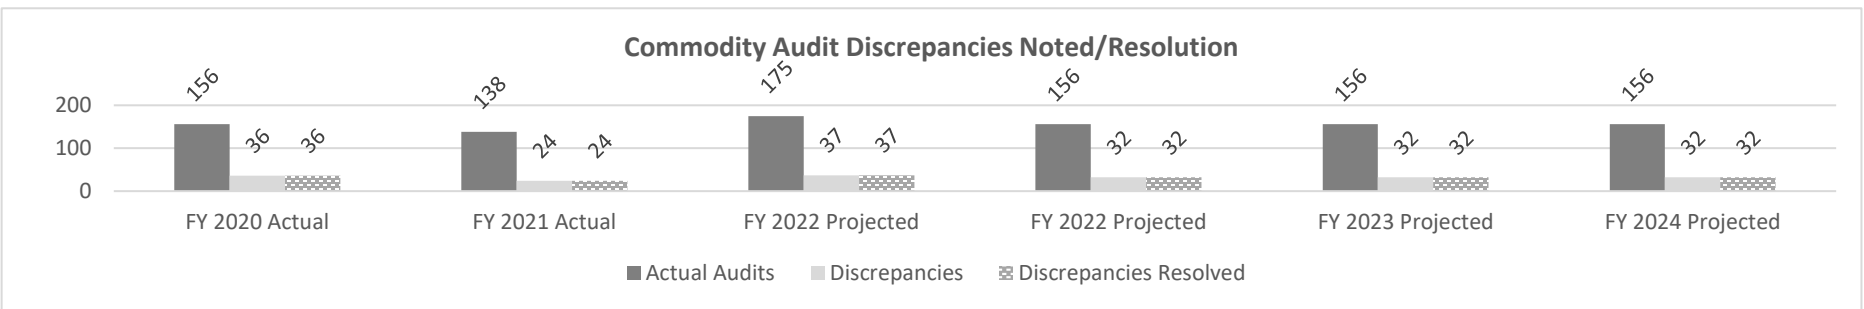 Commodity Audit Discrepancies Noted/Resolution
156 36 36 138 24 24 175 37 37 156 32 32 156 32 32 156 32 32
200
100
0
FY 2020 Actual FY 2021 Actual FY 2022 Projected FY 2022 Projected FY 2023 Projected FY 2024 Projected
Actual Audits Discrepancies Discrepancies Resolved